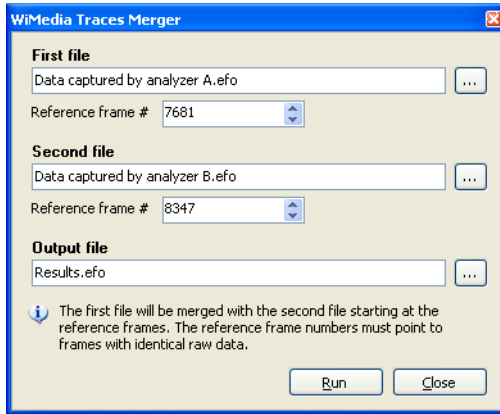 WiMedia Traces Merger
First file
Data captured by analyzer A.efo
...
Reference frame # 7681
Second file
Data captured by analyzer B.efo
...
Reference frame # 8347
Output file
Results.efo
...
The first file will be merged with the second file starting at the
reference frames. The reference frame numbers must point to
frames with identical raw data.
Run Close